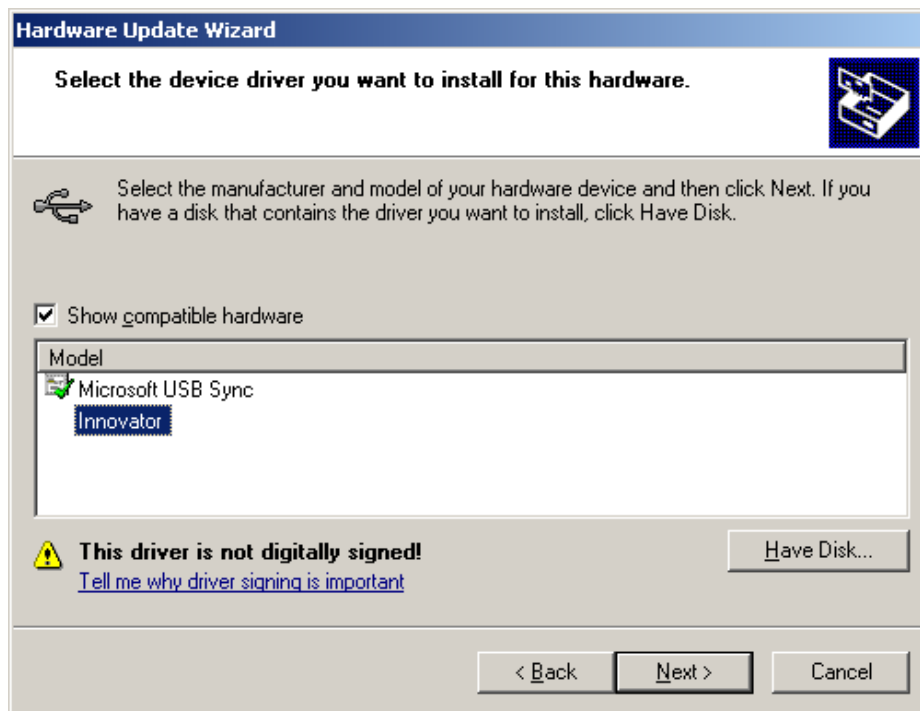 Hardware Update Wizard
Select the device driver you want to install for this hardware.
Select the manufacturer and model of your hardware device and then click Next. If you
have a disk that contains the driver you want to install, click Have Disk.
Show compatible hardware
Model
Microsoft USB Sync
Innovator
This driver is not digitally signed!
Have Disk...
Tell me why driver signing is important
< Back
Next >
Cancel